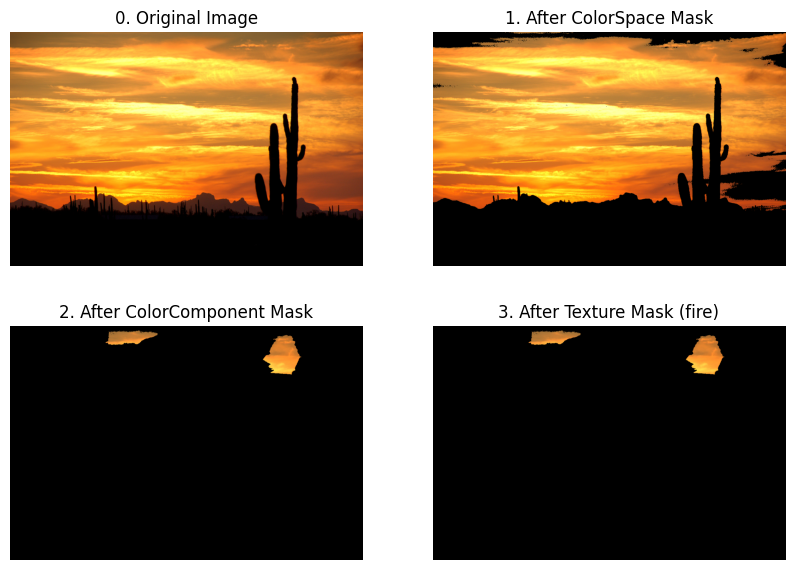 0. Original Image
1. After ColorSpace Mask
2. After ColorComponent Mask
3. After Texture Mask (fire)